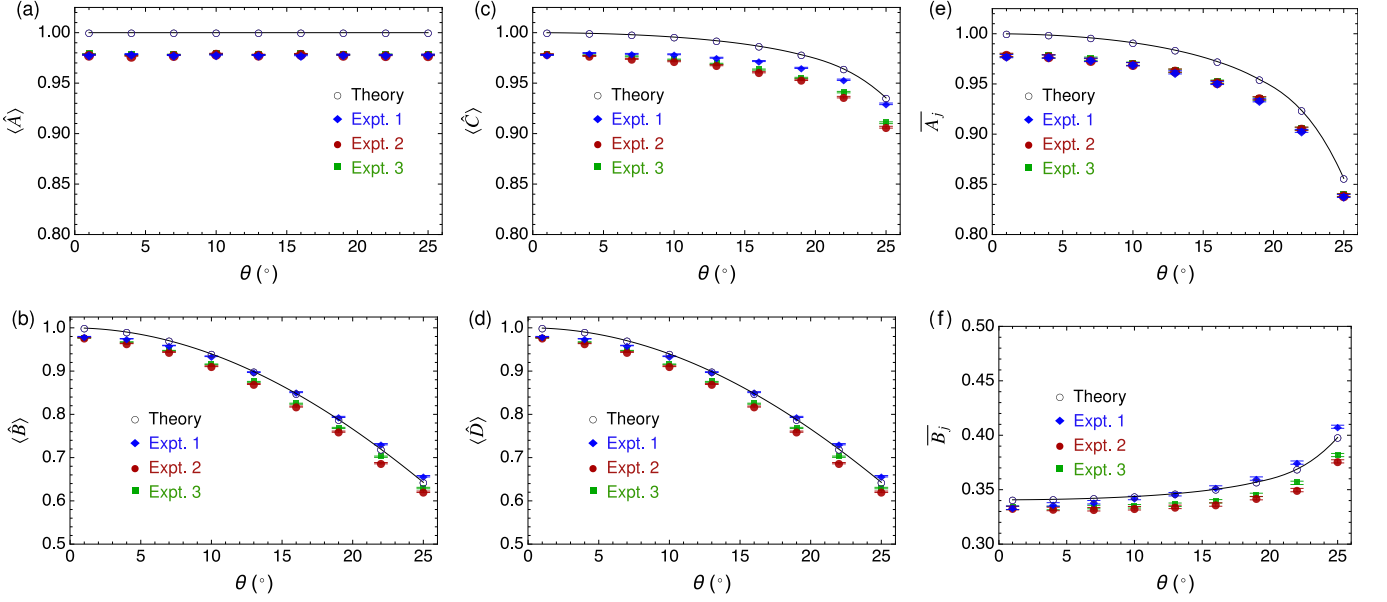 (a)
1.00
0.95
0.90
0.85
0.80
⟨Â⟩
Theory
Expt. 1
Expt. 2
Expt. 3
0 5 10 15 20 25
θ (°)
(c)
1.00
0.95
0.90
0.85
0.80
⟨Ĉ⟩
Theory
Expt. 1
Expt. 2
Expt. 3
0 5 10 15 20 25
θ (°)
(e)
1.00
0.95
0.90
0.85
0.80
A̅ⱼ
Theory
Expt. 1
Expt. 2
Expt. 3
0 5 10 15 20 25
θ (°)
(b)
1.0
0.9
0.8
0.7
0.6
0.5
⟨B̂⟩
Theory
Expt. 1
Expt. 2
Expt. 3
0 5 10 15 20 25
θ (°)
(d)
1.0
0.9
0.8
0.7
0.6
0.5
⟨D̂⟩
Theory
Expt. 1
Expt. 2
Expt. 3
0 5 10 15 20 25
θ (°)
(f)
0.50
0.45
0.40
0.35
0.30
B̅ⱼ
Theory
Expt. 1
Expt. 2
Expt. 3
0 5 10 15 20 25
θ (°)